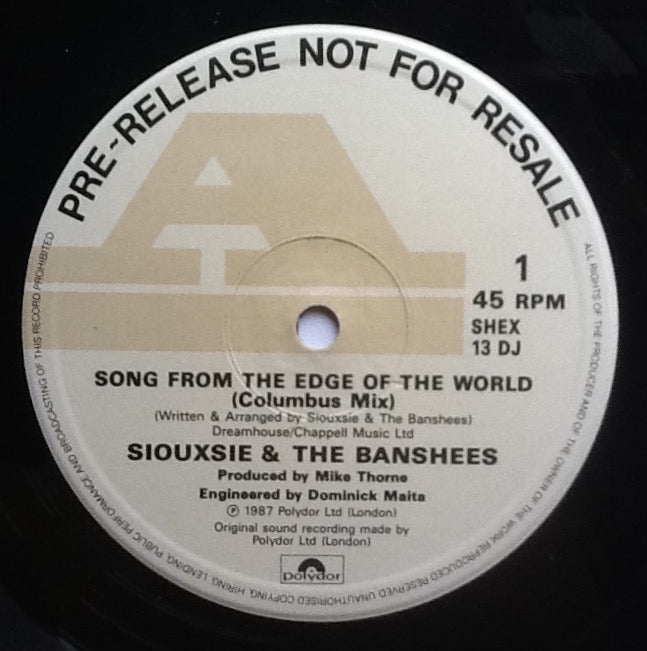 PRE-RELEASE NOT FOR RESALE
A
1
45 RPM
SHEX
13 DJ
SONG FROM THE EDGE OF THE WORLD
(Columbus Mix)
(Written & Arranged by Siouxsie & The Banshees)
Dreamhouse/Chappell Music Ltd
SIOUXSIE & THE BANSHEES
Produced by Mike Thorne
Engineered by Dominick Maita
℗ 1987 Polydor Ltd (London)
Original sound recording made by
Polydor Ltd (London)
polydor
ALL RIGHTS OF THE PRODUCER AND OF THE OWNER OF THE WORK REPRODUCED RESERVED UNAUTHORISED COPYING, HIRING, LENDING, PUBLIC PERFORMANCE AND BROADCASTING OF THIS RECORD PROHIBITED